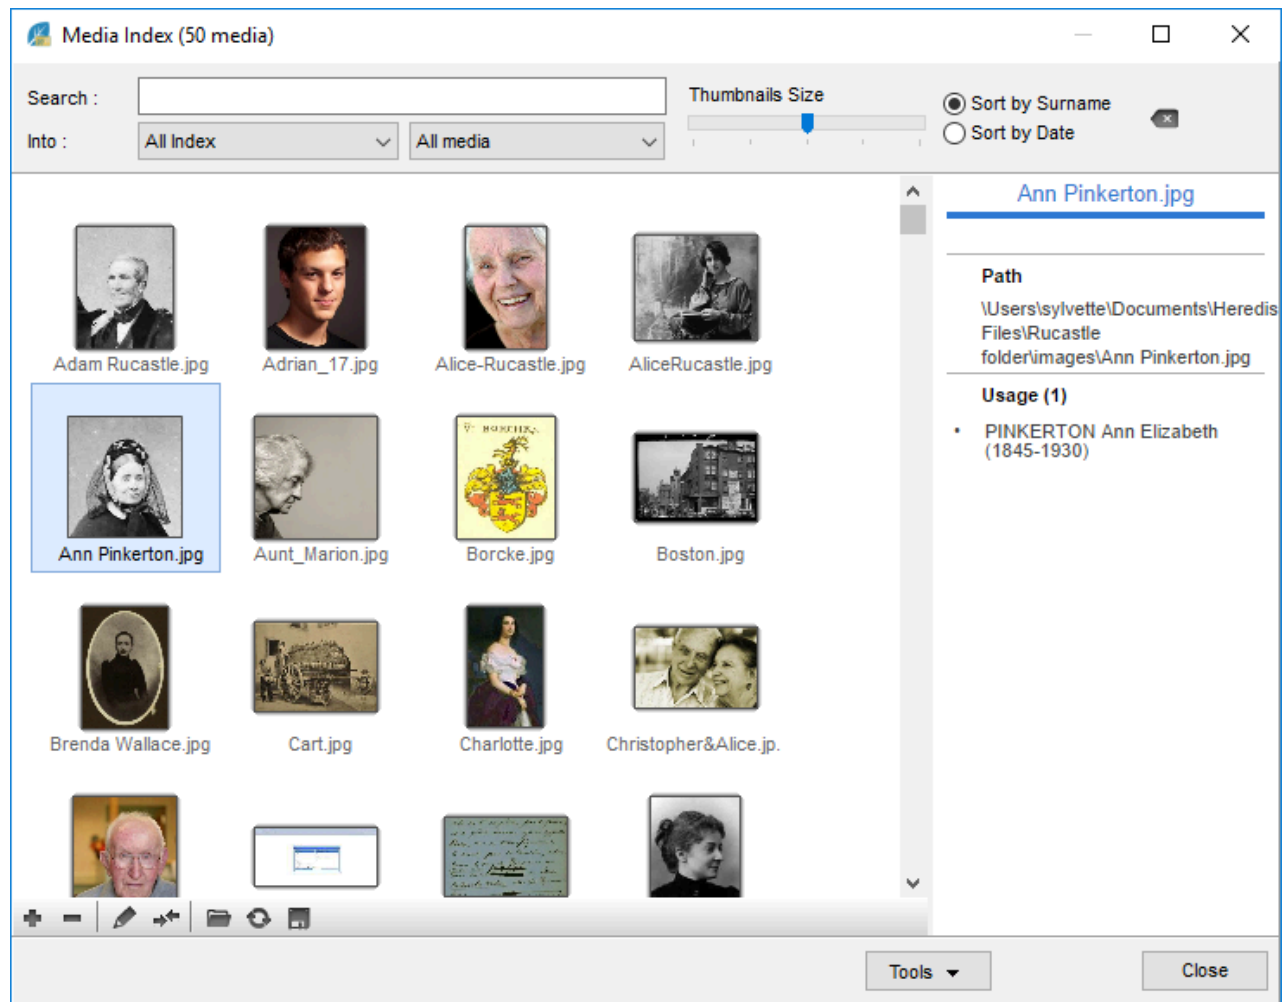 Media Index (50 media)
Search :
Thumbnails Size
Sort by Surname
Sort by Date
Into :
All Index
All media
Ann Pinkerton.jpg
Path
\Users\sylvette\Documents\Heredis
Files\Rucastle
folder\images\Ann Pinkerton.jpg
Usage (1)
• PINKERTON Ann Elizabeth
(1845-1930)
Adam Rucastle.jpg
Adrian_17.jpg
Alice-Rucastle.jpg
AliceRucastle.jpg
Ann Pinkerton.jpg
Aunt_Marion.jpg
Borcke.jpg
Boston.jpg
Brenda Wallace.jpg
Cart.jpg
Charlotte.jpg
Christopher&Alice.jp.
Tools
Close